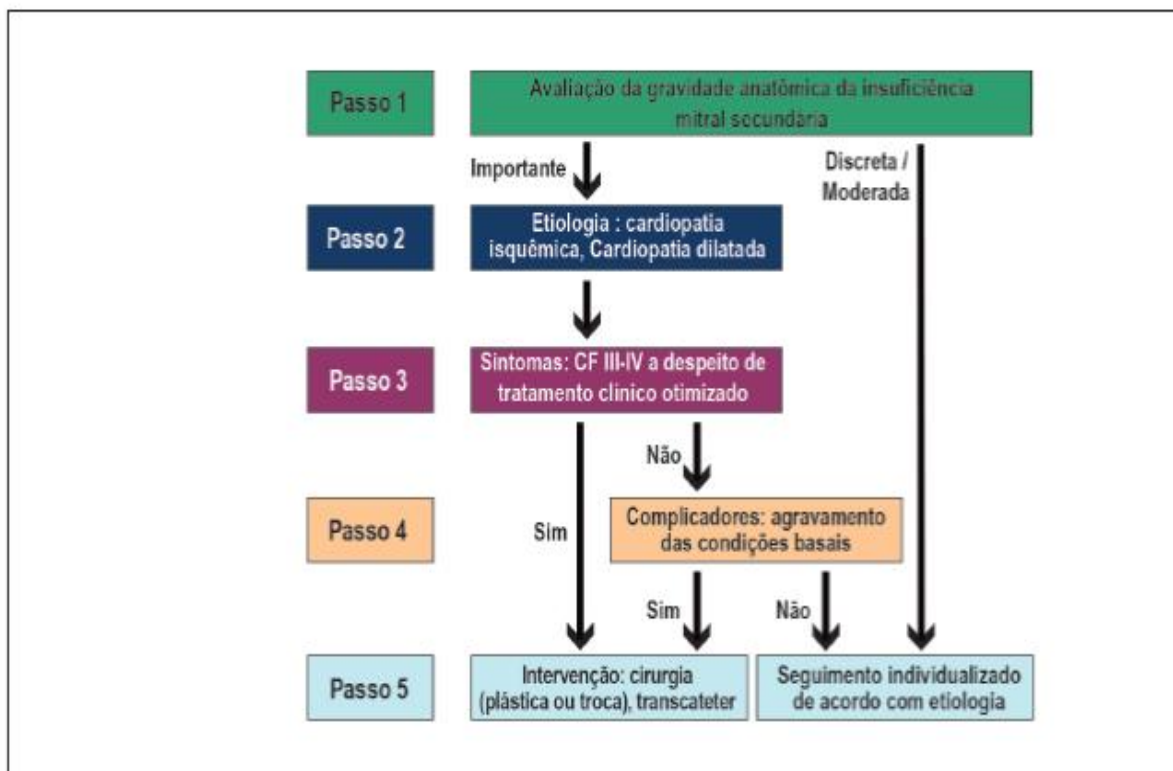 Passo 1
Avaliação da gravidade anatômica da insuficiência
mitral secundária
Importante
Discreta /
Moderada
Passo 2
Etiologia : cardiopatia
isquêmica, Cardiopatia dilatada
Passo 3
Sintomas: CF III-IV a despeito de
tratamento clínico otimizado
Não
Sim
Passo 4
Complicadores: agravamento
das condições basais
Sim
Não
Passo 5
Intervenção: cirurgia
(plástica ou troca), transcateter
Seguimento individualizado
de acordo com etiologia